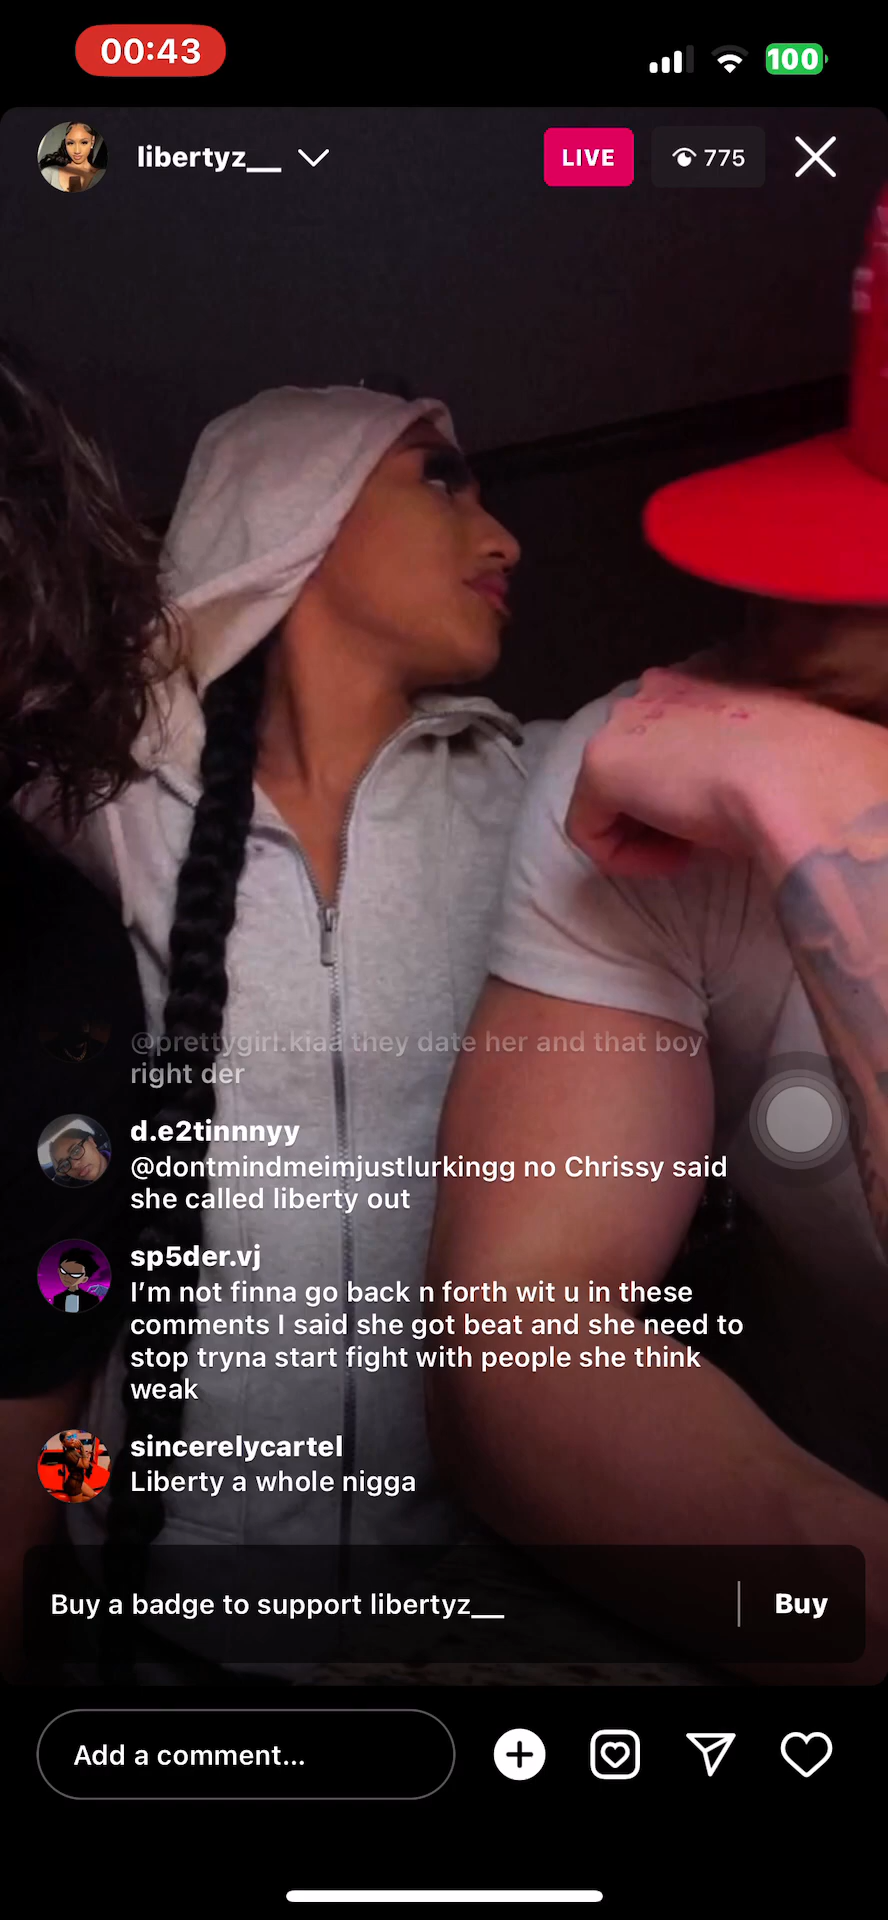 00:43
100
libertyz__
LIVE
775
@prettygirl.kiaa they date her and that boy
right der
d.e2tinnnyy
@dontmindmeimjustlurkingg no Chrissy said
she called liberty out
sp5der.vj
I’m not finna go back n forth wit u in these
comments I said she got beat and she need to
stop tryna start fight with people she think
weak
sincerelycartel
Liberty a whole nigga
Buy a badge to support libertyz__
Buy
Add a comment...